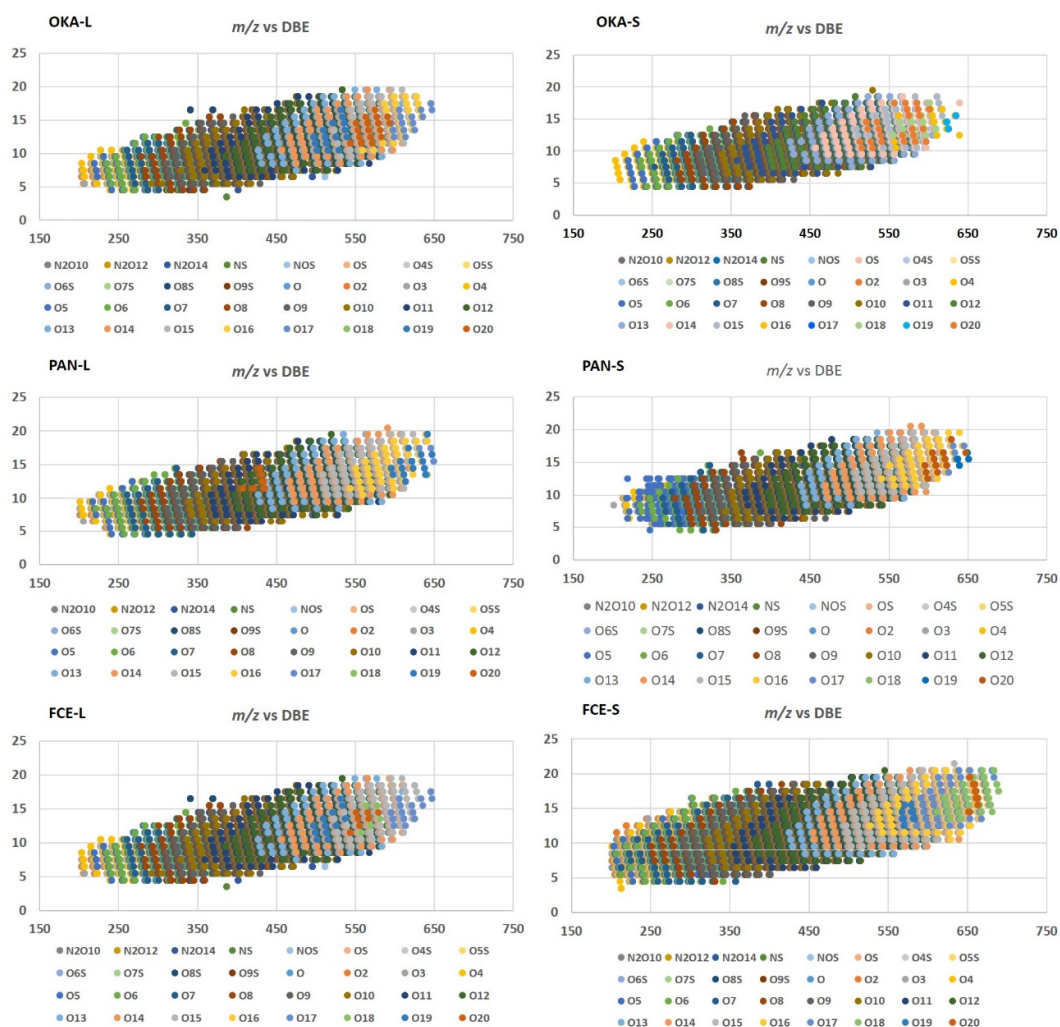 OKA-L
m/z vs DBE
25
20
15
10
5
0
150 250 350 450 550 650 750
N2O10 N2O12 N2O14 NS NOS OS O4S O5S
O6S O7S O8S O9S O O2 O3 O4
O5 O6 O7 O8 O9 O10 O11 O12
O13 O14 O15 O16 O17 O18 O19 O20
OKA-S
m/z vs DBE
25
20
15
10
5
0
150 250 350 450 550 650 750
N2O10 N2O12 N2O14 NS NOS OS O4S O5S
O6S O7S O8S O9S O O2 O3 O4
O5 O6 O7 O8 O9 O10 O11 O12
O13 O14 O15 O16 O17 O18 O19 O20
PAN-L
m/z vs DBE
25
20
15
10
5
0
150 250 350 450 550 650 750
N2O10 N2O12 N2O14 NS NOS OS O4S O5S
O6S O7S O8S O9S O O2 O3 O4
O5 O6 O7 O8 O9 O10 O11 O12
O13 O14 O15 O16 O17 O18 O19 O20
PAN-S
m/z vs DBE
25
20
15
10
5
0
150 250 350 450 550 650 750
N2O10 N2O12 N2O14 NS NOS OS O4S O5S
O6S O7S O8S O9S O O2 O3 O4
O5 O6 O7 O8 O9 O10 O11 O12
O13 O14 O15 O16 O17 O18 O19 O20
FCE-L
m/z vs DBE
25
20
15
10
5
0
150 250 350 450 550 650 750
N2O10 N2O12 N2O14 NS NOS OS O4S O5S
O6S O7S O8S O9S O O2 O3 O4
O5 O6 O7 O8 O9 O10 O11 O12
O13 O14 O15 O16 O17 O18 O19 O20
FCE-S
m/z vs DBE
25
20
15
10
5
0
150 250 350 450 550 650 750
N2O10 N2O12 N2O14 NS NOS OS O4S O5S
O6S O7S O8S O9S O O2 O3 O4
O5 O6 O7 O8 O9 O10 O11 O12
O13 O14 O15 O16 O17 O18 O19 O20